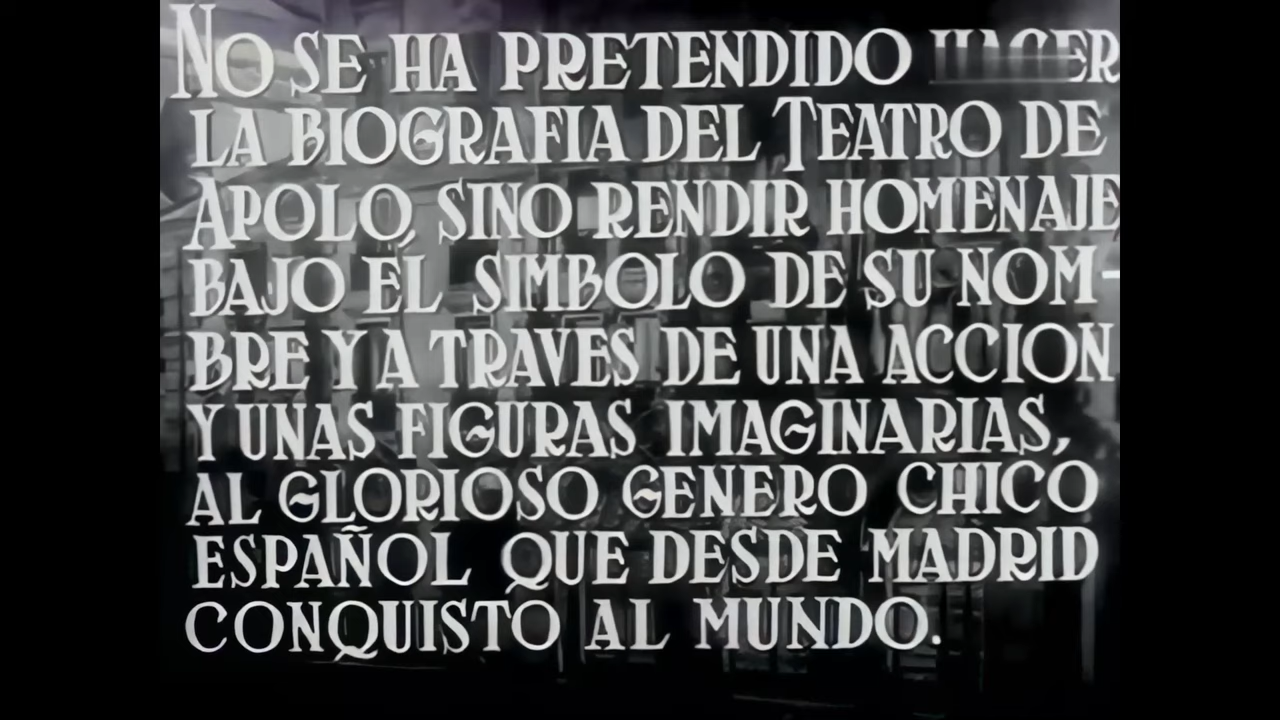 NO SE HA PRETENDIDO HACER
LA BIOGRAFIA DEL TEATRO DE
APOLO, SINO RENDIR HOMENAJE
BAJO EL SIMBOLO DE SU NOM-
BRE Y A TRAVES DE UNA ACCION
Y UNAS FIGURAS IMAGINARIAS,
AL GLORIOSO GENERO CHICO
ESPAÑOL QUE DESDE MADRID
CONQUISTO AL MUNDO.